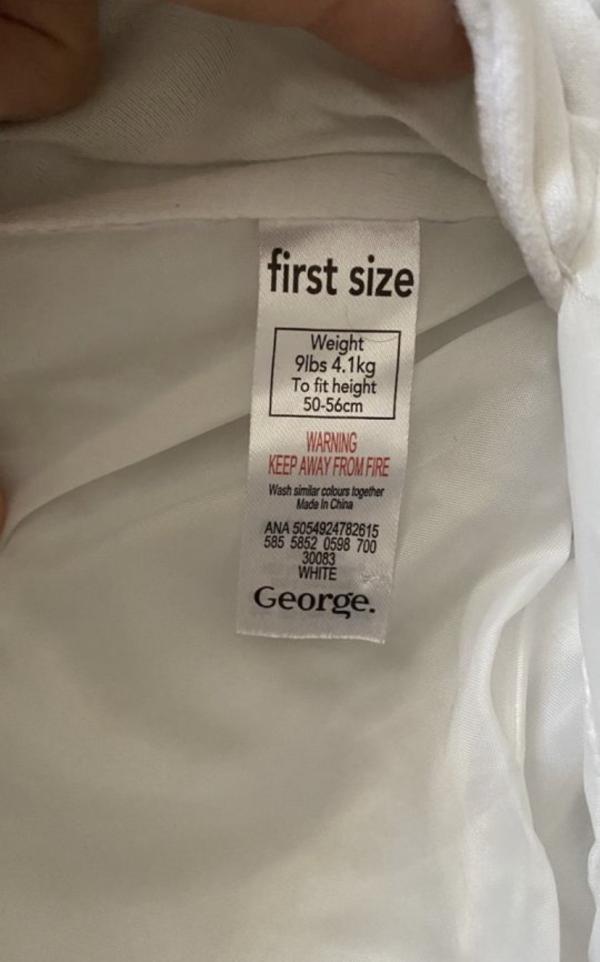 first size
Weight
9lbs 4.1kg
To fit height
50-56cm
WARNING
KEEP AWAY FROM FIRE
Wash similar colours together
Made In China
ANA 5054924782615
585 5852 0598 700
30083
WHITE
George.